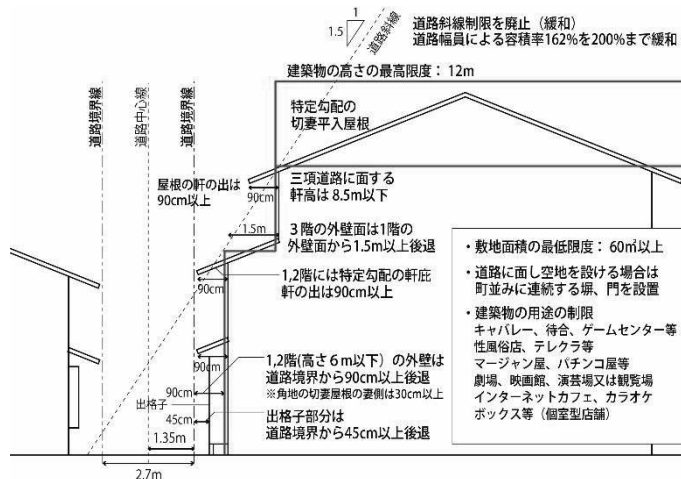 1
1.5
道路斜線
道路斜線制限を廃止（緩和）
道路幅員による容積率162%を200%まで緩和
建築物の高さの最高限度：12m
道路境界線
道路中心線
道路境界線
特定勾配の
切妻平入屋根
屋根の軒の出は
90cm以上
90cm
三項道路に面する
軒高は8.5m以下
1.5m
３階の外壁面は1階の
外壁面から1.5m以上後退
90cm
1,2階には特定勾配の軒庇
軒の出は90cm以上
90cm
90cm
1,2階（高さ６m以下）の外壁は
道路境界から90cm以上後退
※角地の切妻屋根の妻側は30cm以上
出格子
45cm
出格子部分は
道路境界から45cm以上後退
1.35m
2.7m
・敷地面積の最低限度：60㎡以上
・道路に面し空地を設ける場合は
町並みに連続する塀、門を設置
・建築物の用途の制限
キャバレー、待合、ゲームセンター等
性風俗店、テレクラ等
マージャン屋、パチンコ屋等
劇場、映画館、演芸場又は観覧場
インターネットカフェ、カラオケ
ボックス等（個室型店舗）